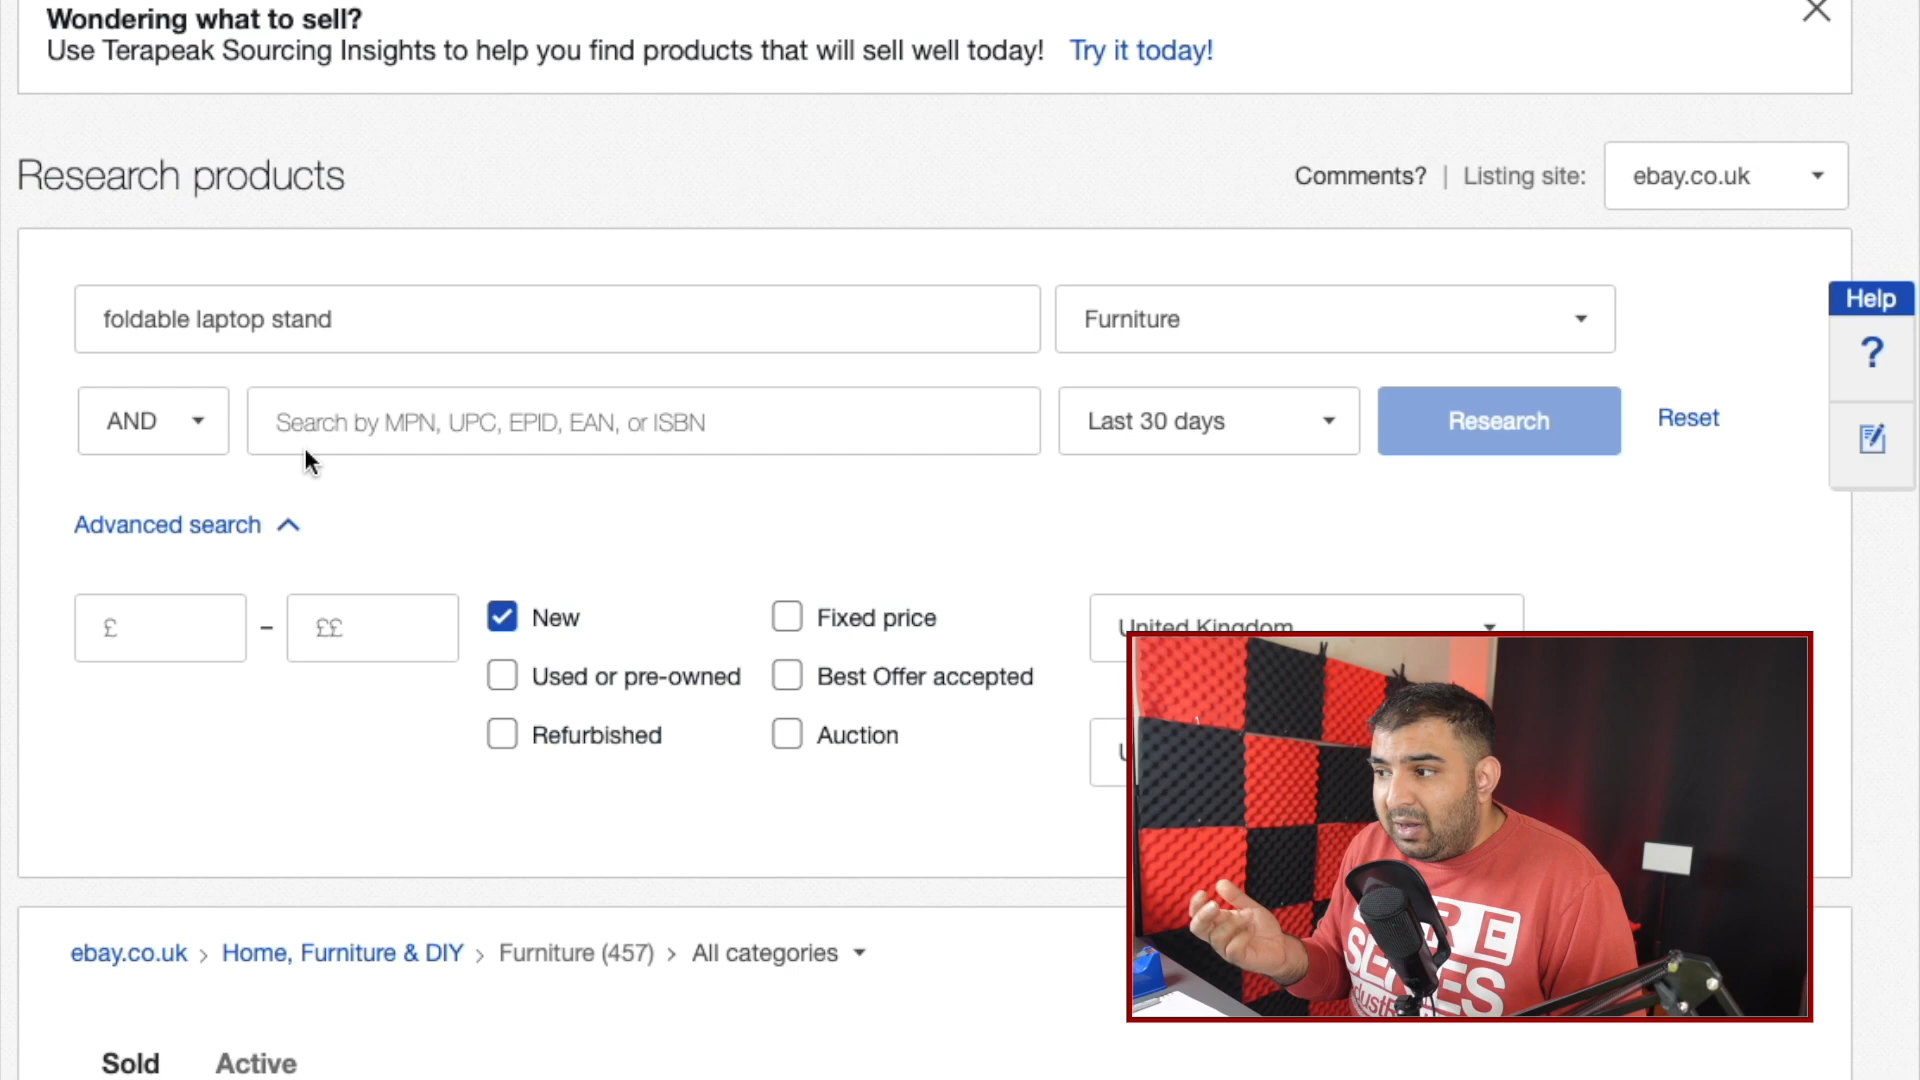 Wondering what to sell?
Use Terapeak Sourcing Insights to help you find products that will sell well today! Try it today!
Research products
Comments? | Listing site: ebay.co.uk
foldable laptop stand
Furniture
AND
Search by MPN, UPC, EPID, EAN, or ISBN
Last 30 days
Research
Reset
Help
?
Advanced search
£ - ££
New
Fixed price
United Kingdom
Used or pre-owned
Best Offer accepted
Refurbished
Auction
ebay.co.uk > Home, Furniture & DIY > Furniture (457) > All categories
Sold Active